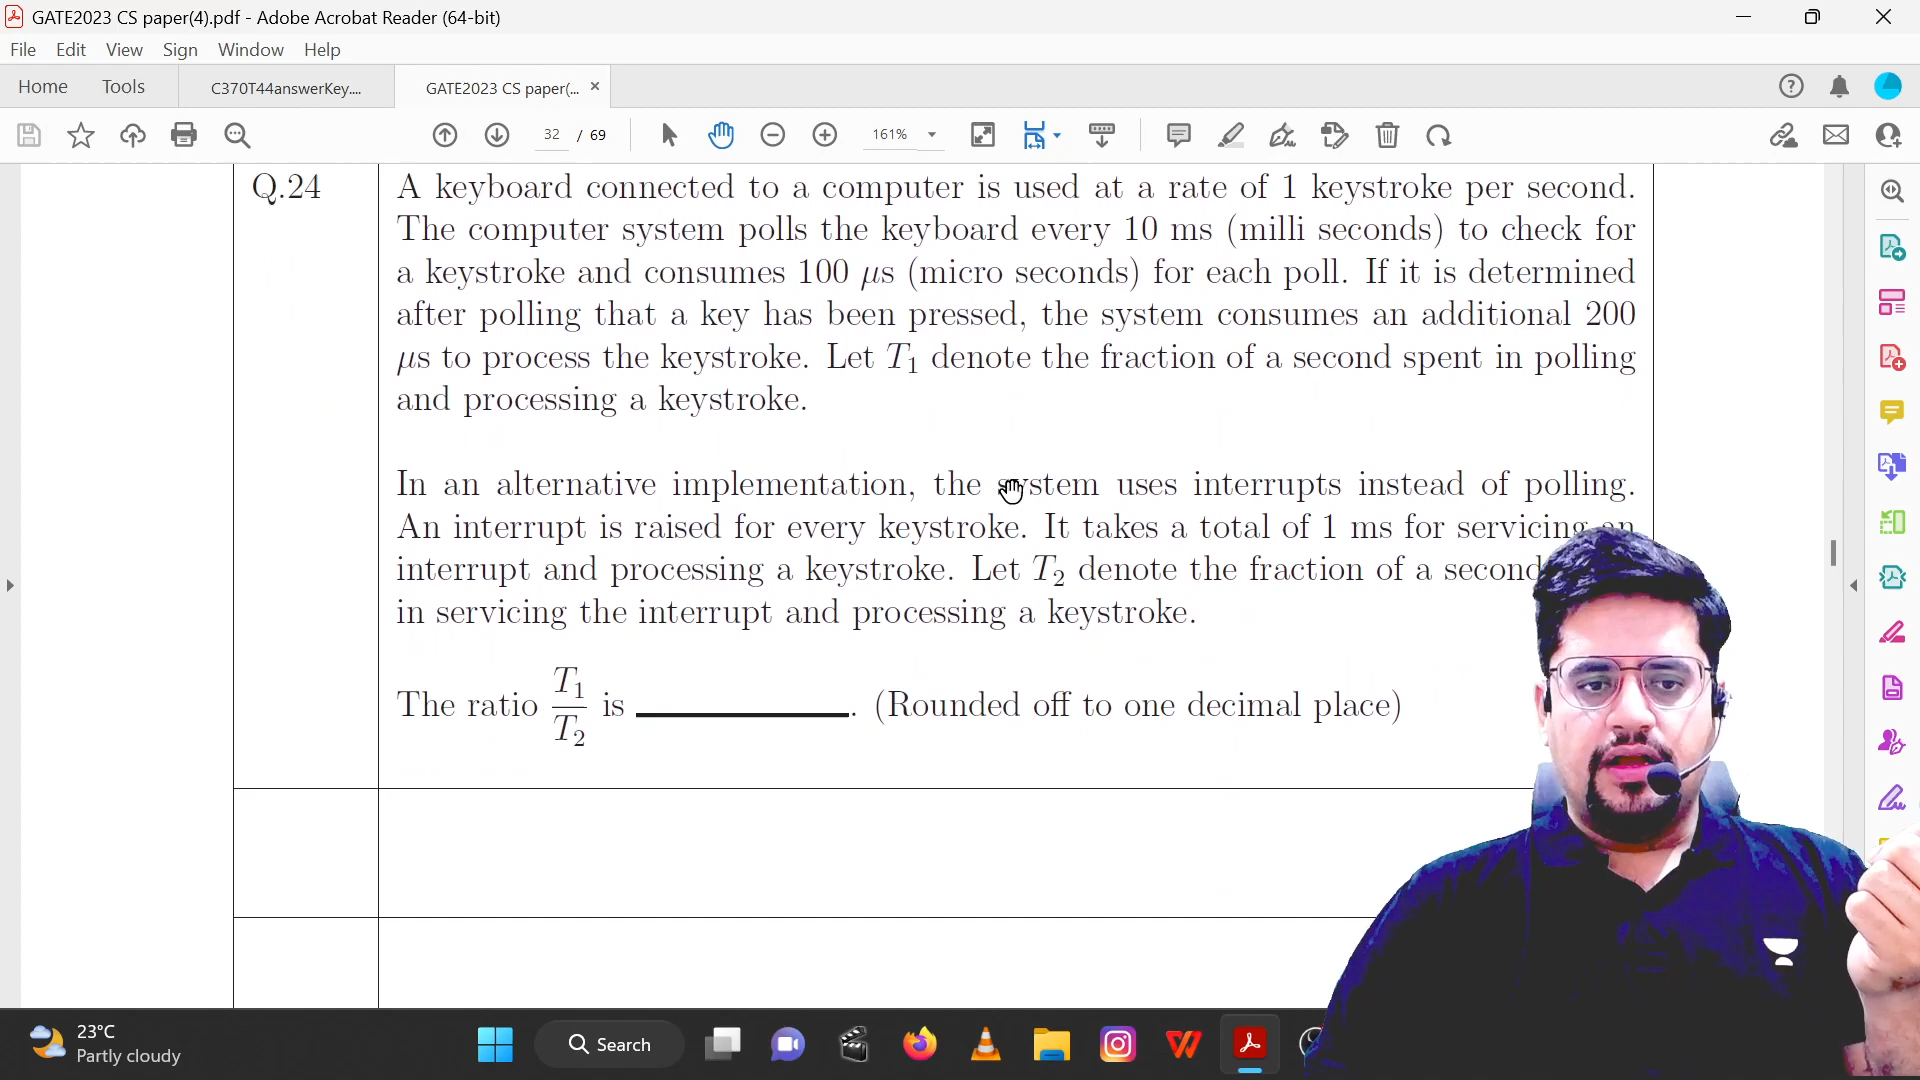 GATE2023 CS paper(4).pdf - Adobe Acrobat Reader (64-bit)
File Edit View Sign Window Help
Home Tools C370T44answerKey.... GATE2023 CS paper(...
32 / 69 161%
Q.24
A keyboard connected to a computer is used at a rate of 1 keystroke per second.
The computer system polls the keyboard every 10 ms (milli seconds) to check for
a keystroke and consumes 100 μs (micro seconds) for each poll. If it is determined
after polling that a key has been pressed, the system consumes an additional 200
μs to process the keystroke. Let T₁ denote the fraction of a second spent in polling
and processing a keystroke.
In an alternative implementation, the system uses interrupts instead of polling.
An interrupt is raised for every keystroke. It takes a total of 1 ms for servicing an
interrupt and processing a keystroke. Let T₂ denote the fraction of a second
in servicing the interrupt and processing a keystroke.
The ratio T₁/T₂ is ________. (Rounded off to one decimal place)
23°C
Partly cloudy
Search